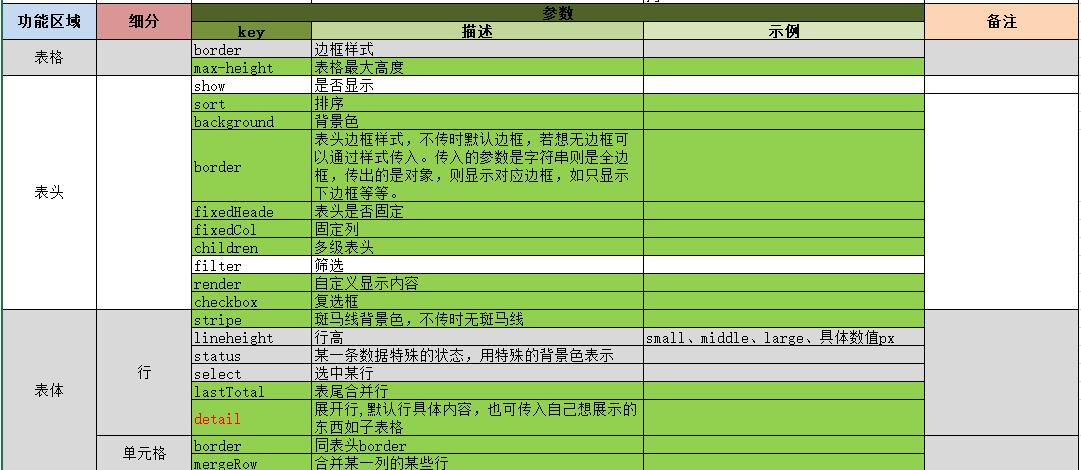 功能区域 细分 参数 备注
key 描述 示例
表格 border 边框样式
max-height 表格最大高度
表头 show 是否显示
sort 排序
background 背景色
border 表头边框样式，不传时默认边框，若想无边框可
以通过样式传入。传入的参数是字符串则是全边
框，传出的是对象，则显示对应边框，如只显示
下边框等等。
fixedHeade 表头是否固定
fixedCol 固定列
children 多级表头
filter 筛选
render 自定义显示内容
checkbox 复选框
表体 行 stripe 斑马线背景色，不传时无斑马线
lineheight 行高 small、middle、large、具体数值px
status 某一条数据特殊的状态，用特殊的背景色表示
select 选中某行
lastTotal 表尾合并行
detail 展开行,默认行具体内容，也可传入自己想展示的
东西如子表格
单元格 border 同表头border
mergeRow 合并某一列的某些行